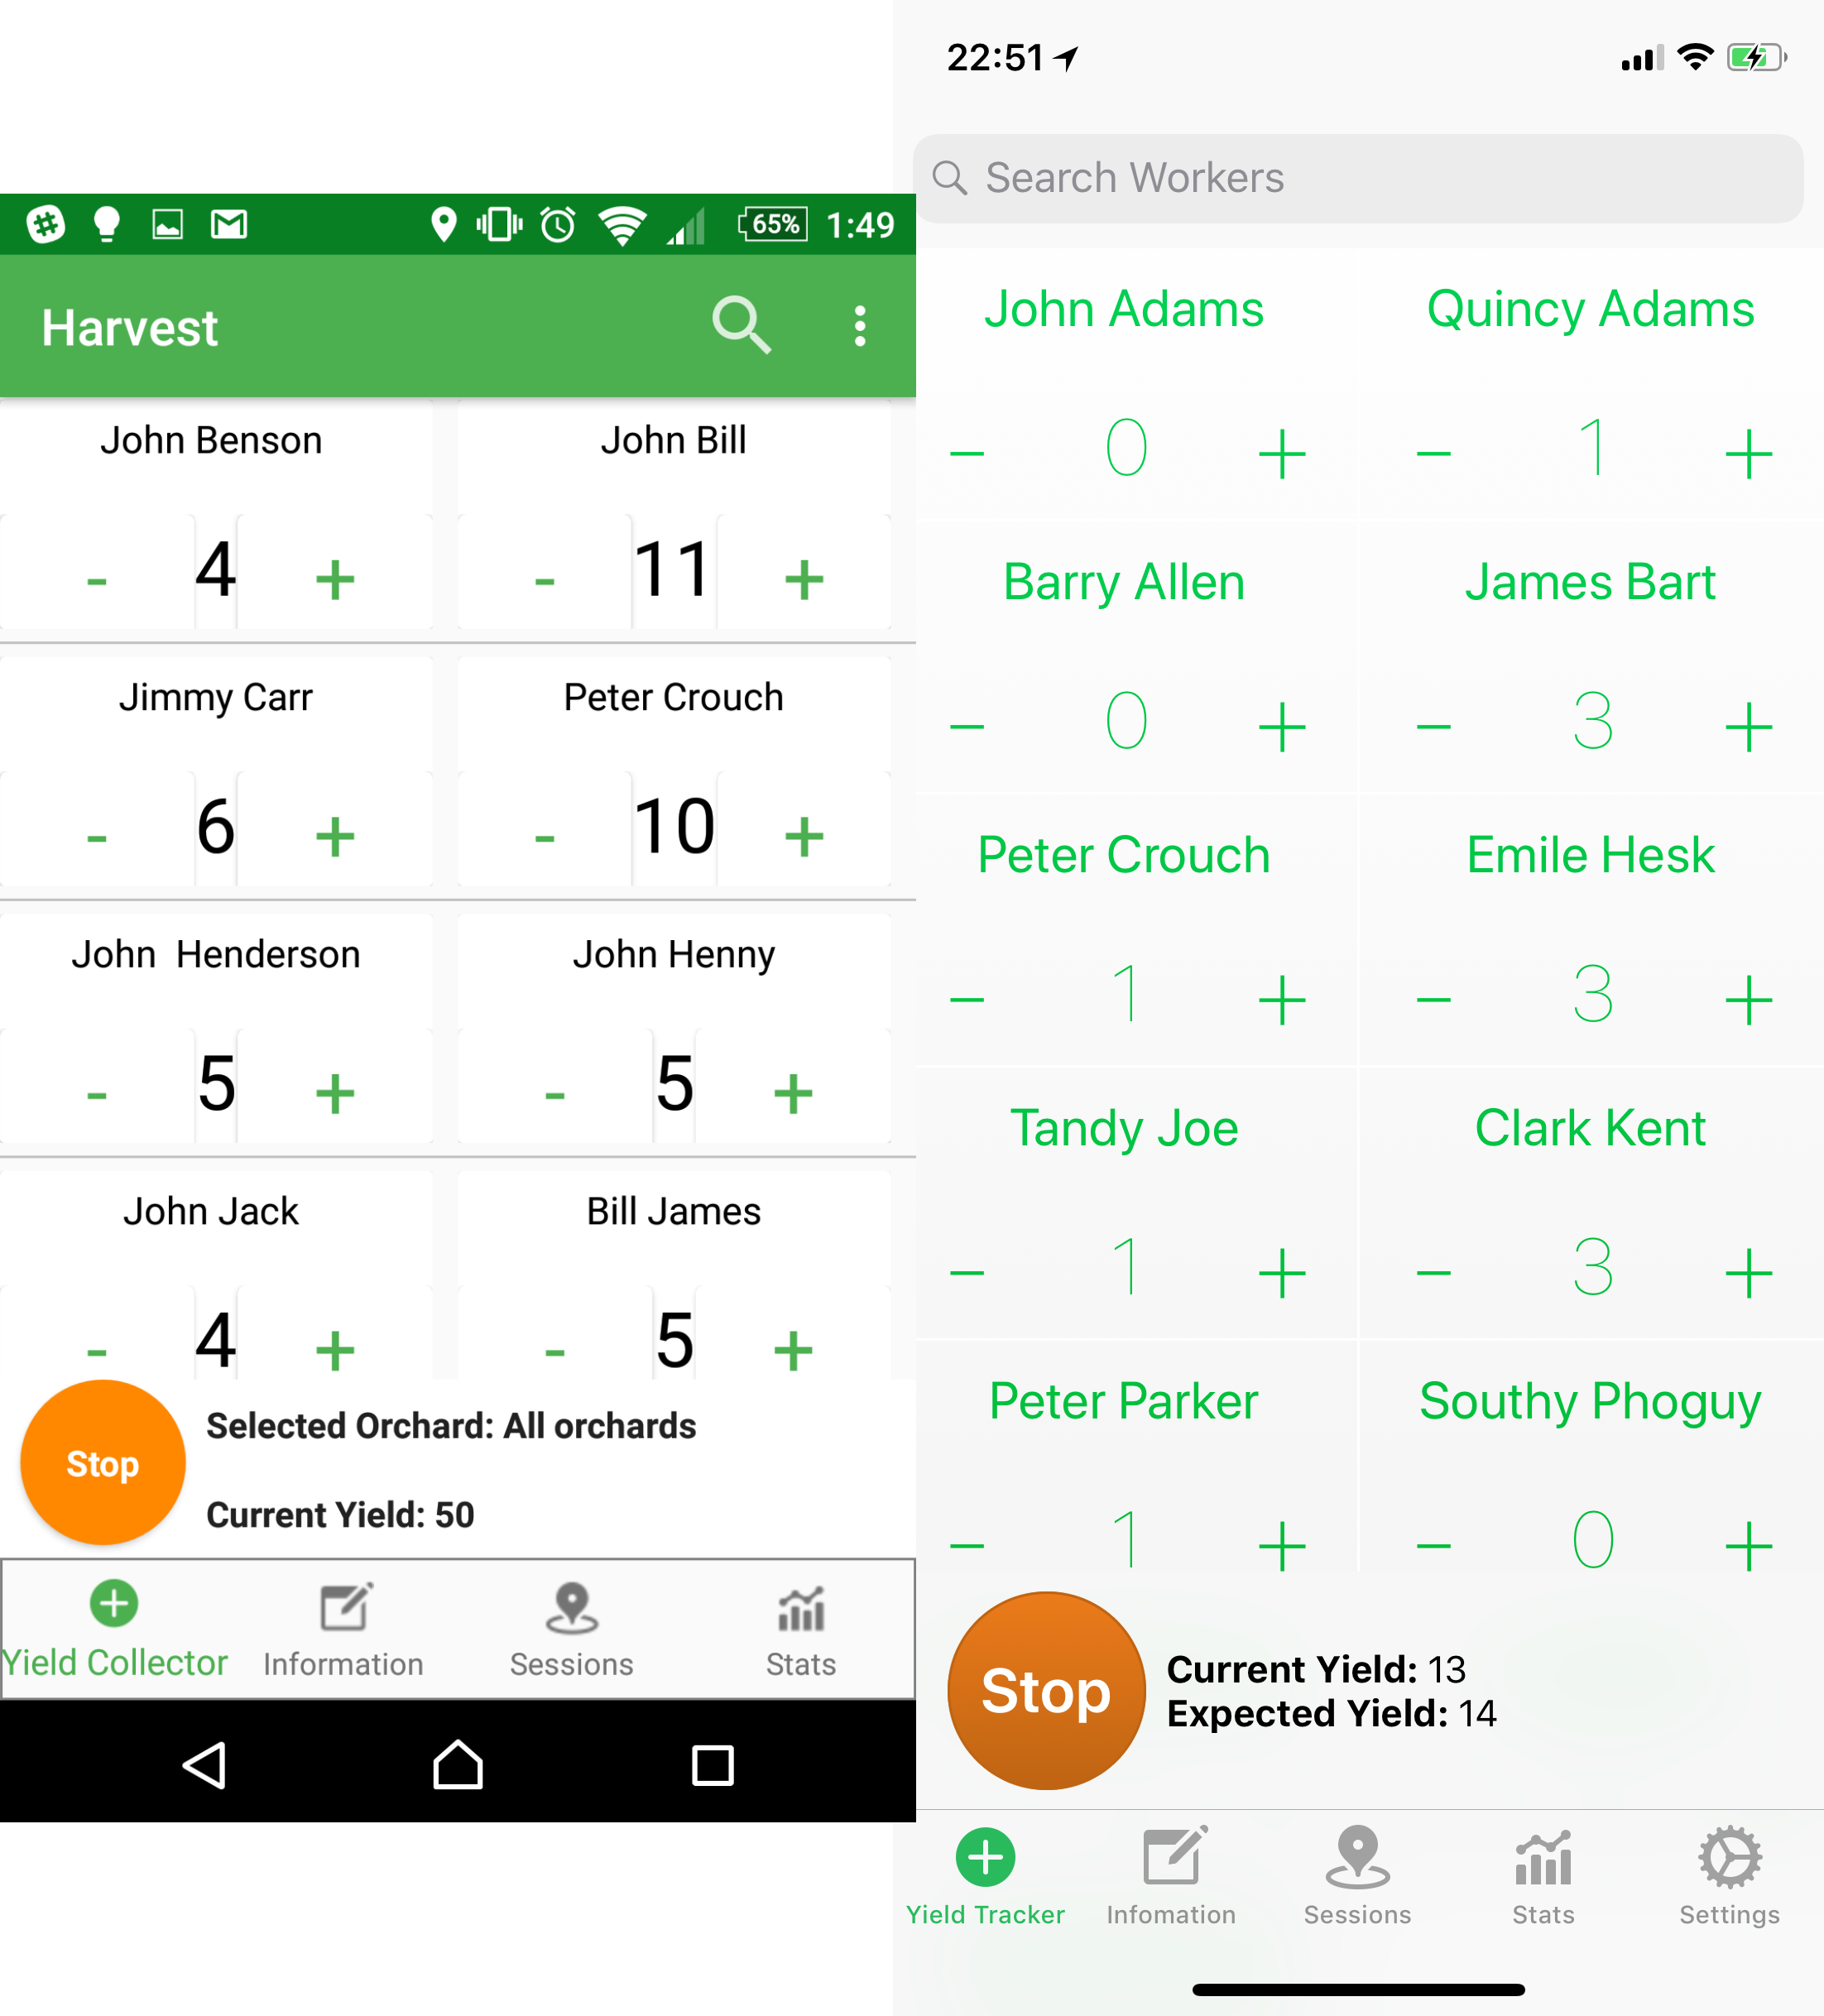 65% 1:49
Harvest
John Benson John Bill
- 4 + - 11 +
Jimmy Carr Peter Crouch
- 6 + - 10 +
John  Henderson John Henny
- 5 + - 5 +
John Jack Bill James
- 4 + - 5 +
Stop
Selected Orchard: All orchards
Current Yield: 50
Yield Collector Information Sessions Stats
22:51
Search Workers
John Adams Quincy Adams
- 0 + - 1 +
Barry Allen James Bart
- 0 + - 3 +
Peter Crouch Emile Hesk
- 1 + - 3 +
Tandy Joe Clark Kent
- 1 + - 3 +
Peter Parker Southy Phoguy
- 1 + - 0 +
Stop
Current Yield: 13
Expected Yield: 14
Yield Tracker Infomation Sessions Stats Settings